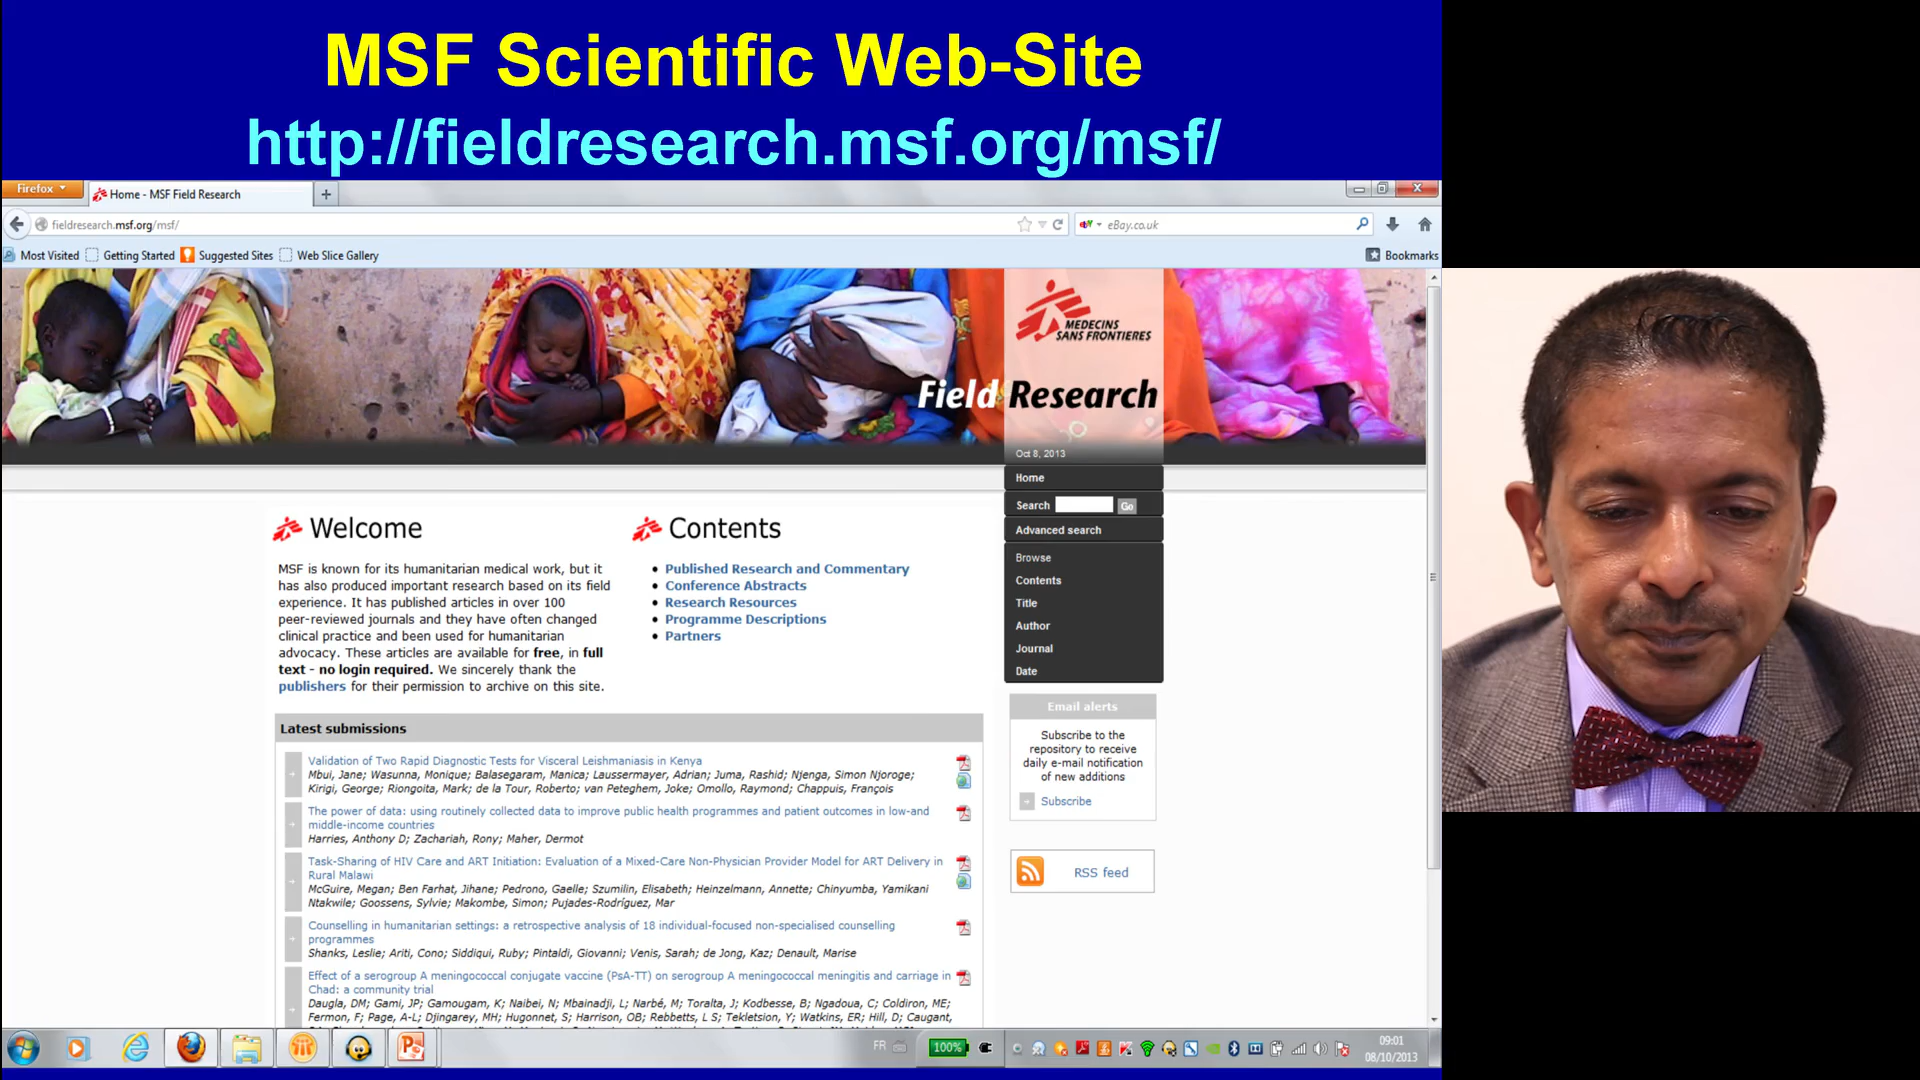 MSF Scientific Web-Site
http://fieldresearch.msf.org/msf/
Firefox
Home - MSF Field Research
fieldresearch.msf.org/msf/
eBay.co.uk
Most Visited
Getting Started
Suggested Sites
Web Slice Gallery
Bookmarks
MEDECINS
SANS FRONTIERES
Field Research
Oct 8, 2013
Home
Search
Go
Advanced search
Browse
Contents
Title
Author
Journal
Date
Welcome
MSF is known for its humanitarian medical work, but it
has also produced important research based on its field
experience. It has published articles in over 100
peer-reviewed journals and they have often changed
clinical practice and been used for humanitarian
advocacy. These articles are available for free, in full
text - no login required. We sincerely thank the
publishers for their permission to archive on this site.
Contents
• Published Research and Commentary
• Conference Abstracts
• Research Resources
• Programme Descriptions
• Partners
Email alerts
Subscribe to the
repository to receive
daily e-mail notification
of new additions
Subscribe
RSS feed
Latest submissions
Validation of Two Rapid Diagnostic Tests for Visceral Leishmaniasis in Kenya
Mbui, Jane; Wasunna, Monique; Balasegaram, Manica; Laussermayer, Adrian; Juma, Rashid; Njenga, Simon Njoroge;
Kirigi, George; Riongoita, Mark; de la Tour, Roberto; van Peteghem, Joke; Omollo, Raymond; Chappuis, François
The power of data: using routinely collected data to improve public health programmes and patient outcomes in low-and
middle-income countries
Harries, Anthony D; Zachariah, Rony; Maher, Dermot
Task-Sharing of HIV Care and ART Initiation: Evaluation of a Mixed-Care Non-Physician Provider Model for ART Delivery in
Rural Malawi
McGuire, Megan; Ben Farhat, Jihane; Pedrono, Gaelle; Szumilin, Elisabeth; Heinzelmann, Annette; Chinyumba, Yamikani
Ntakwile; Goossens, Sylvie; Makombe, Simon; Pujades-Rodríguez, Mar
Counselling in humanitarian settings: a retrospective analysis of 18 individual-focused non-specialised counselling
programmes
Shanks, Leslie; Ariti, Cono; Siddiqui, Ruby; Pintaldi, Giovanni; Venis, Sarah; de Jong, Kaz; Denault, Marise
Effect of a serogroup A meningococcal conjugate vaccine (PsA-TT) on serogroup A meningococcal meningitis and carriage in
Chad: a community trial
Daugla, DM; Gami, JP; Gamougam, K; Naibei, N; Mbainadji, L; Narbé, M; Toralta, J; Kodbesse, B; Ngadoua, C; Coldiron, ME;
Fermon, F; Page, A-L; Djingarey, MH; Hugonnet, S; Harrison, OB; Rebbetts, L S; Tekletsion, Y; Watkins, ER; Hill, D; Caugant,
FR
100%
09:01
08/10/2013